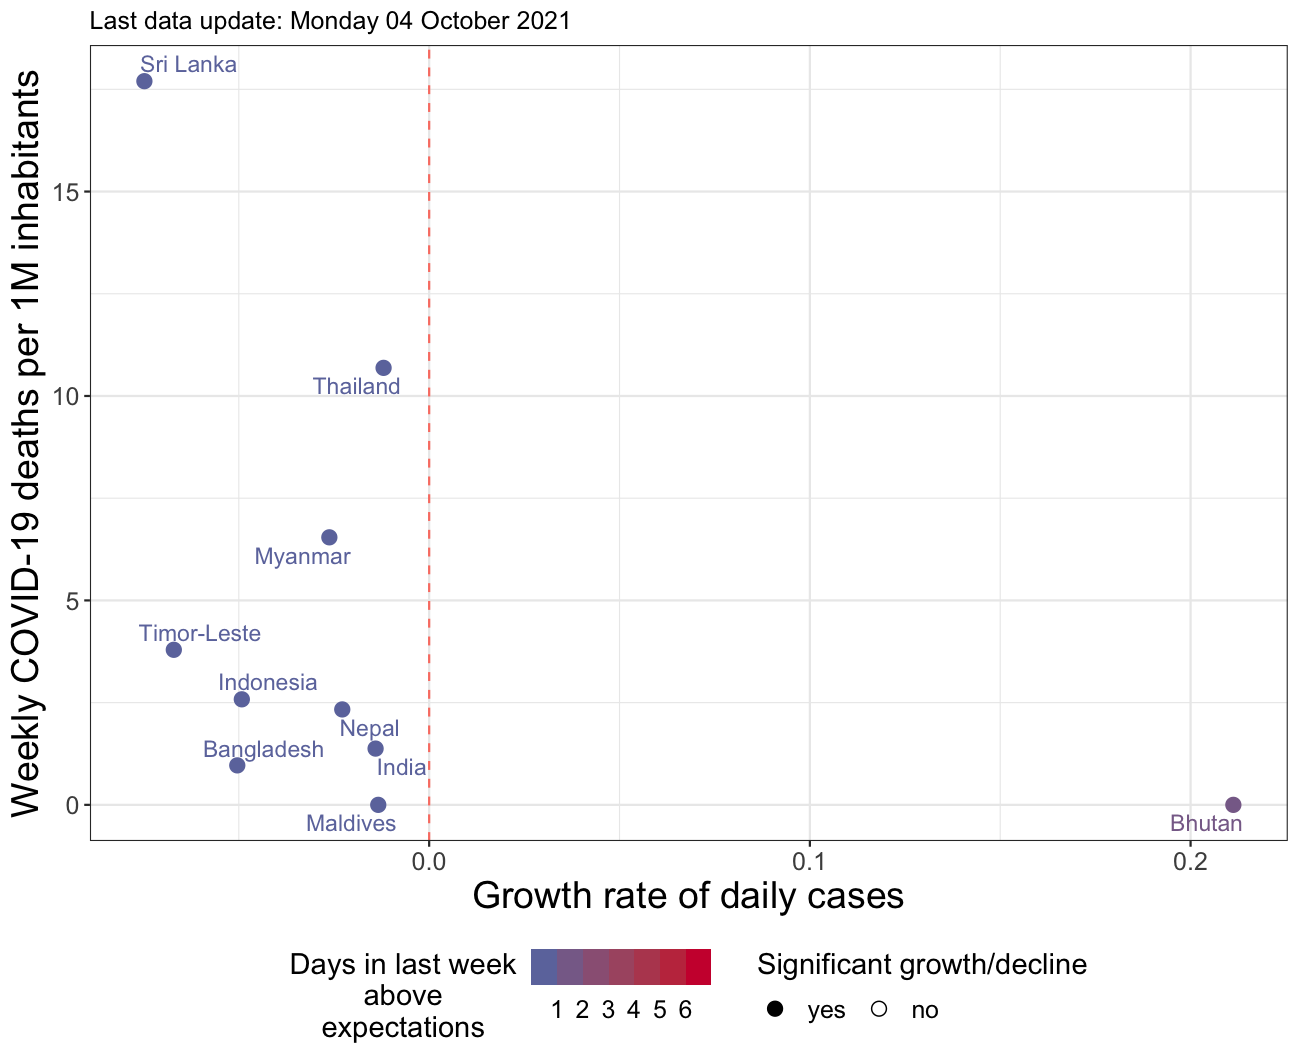 Last data update: Monday 04 October 2021
Weekly COVID-19 deaths per 1M inhabitants
15
10
5
0
Sri Lanka
Thailand
Myanmar
Timor-Leste
Indonesia
Nepal
Bangladesh
India
Maldives
Bhutan
0.0
0.1
0.2
Growth rate of daily cases
Days in last week
above
expectations
1 2 3 4 5 6
Significant growth/decline
yes no